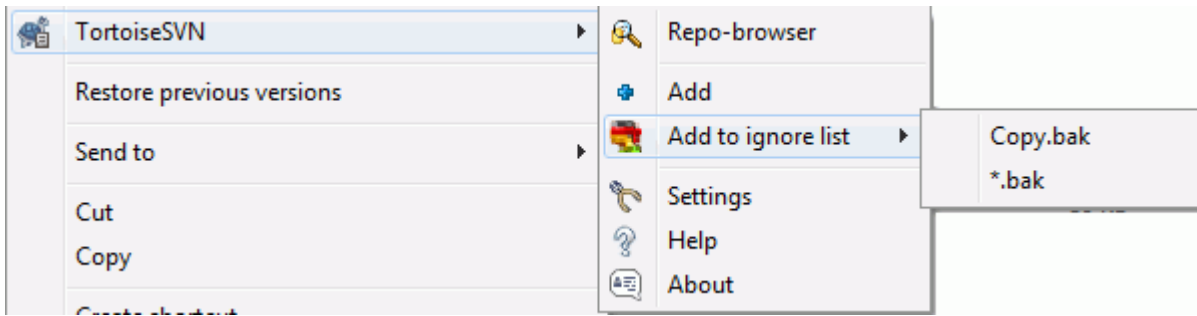 TortoiseSVN
Restore previous versions
Send to
Cut
Copy
Repo-browser
Add
Add to ignore list
Settings
Help
About
Copy.bak
*.bak